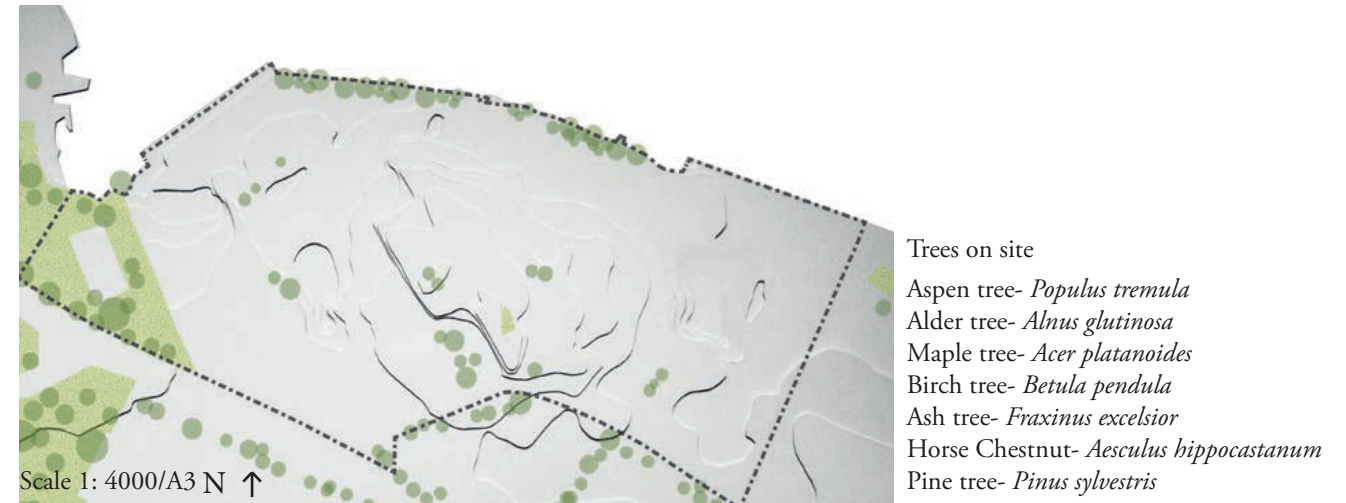 Trees on site
Aspen tree- Populus tremula
Alder tree- Alnus glutinosa
Maple tree- Acer platanoides
Birch tree- Betula pendula
Ash tree- Fraxinus excelsior
Horse Chestnut- Aesculus hippocastanum
Pine tree- Pinus sylvestris
Scale 1: 4000/A3 N ↑